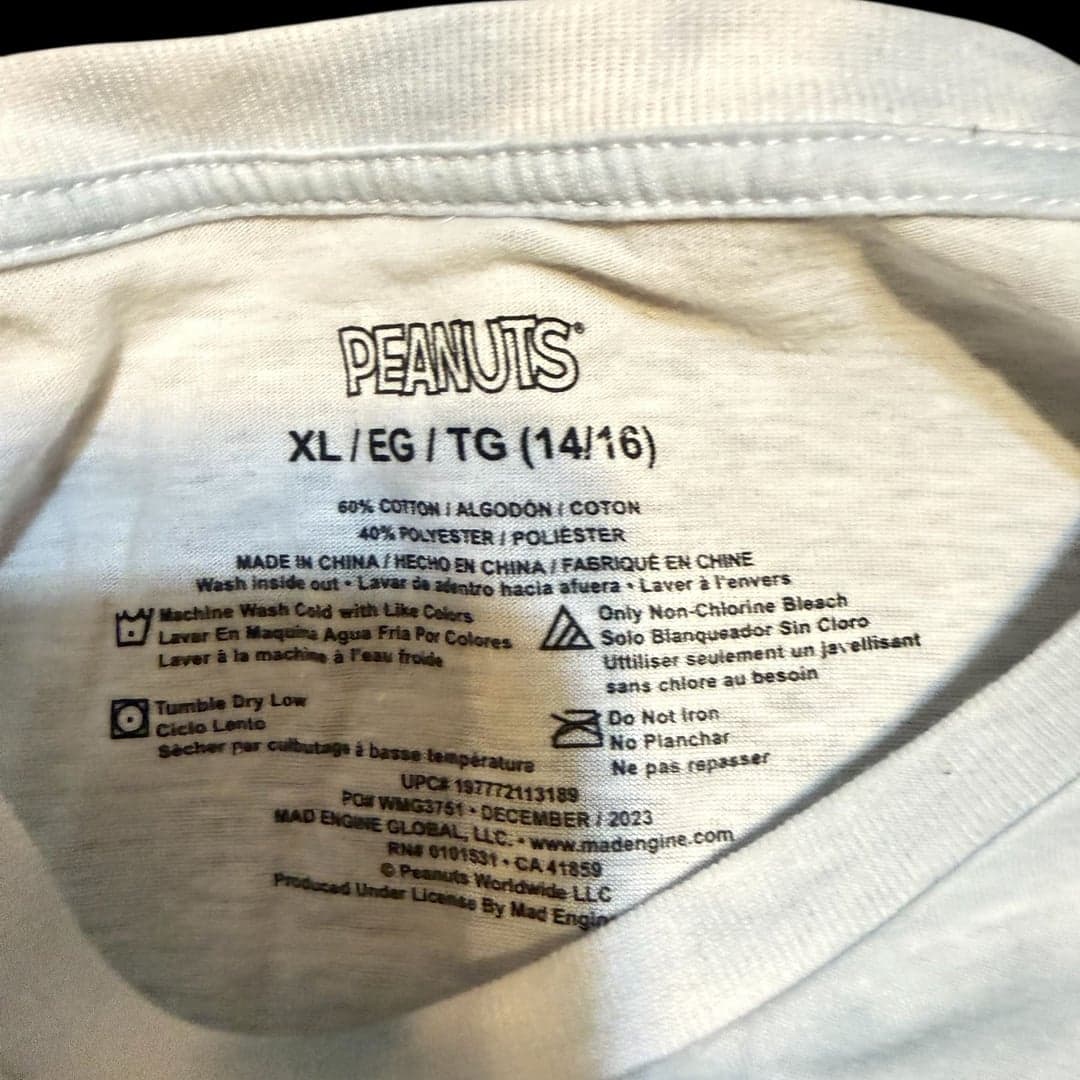 PEANUTS®
XL / EG / TG (14/16)
60% COTTON / ALGODÓN / COTON
40% POLYESTER / POLIÉSTER
MADE IN CHINA / HECHO EN CHINA / FABRIQUÉ EN CHINE
Wash inside out • Lavar de adentro hacia afuera • Laver à l'envers
Machine Wash Cold with Like Colors
Lavar En Maquina Agua Fria Por Colores
Laver à la machine à l'eau froide
Only Non-Chlorine Bleach
Solo Blanqueador Sin Cloro
Uttiliser seulement un javellisant
sans chlore au besoin
Tumble Dry Low
Ciclo Lento
Sècher par culbutage à basse température
Do Not Iron
No Planchar
Ne pas repasser
UPC# 197772113189
PO# WMG3751 • DECEMBER / 2023
MAD ENGINE GLOBAL, LLC. • www.madengine.com
RN# 0101531 • CA 41859
© Peanuts Worldwide LLC
Produced Under License By Mad